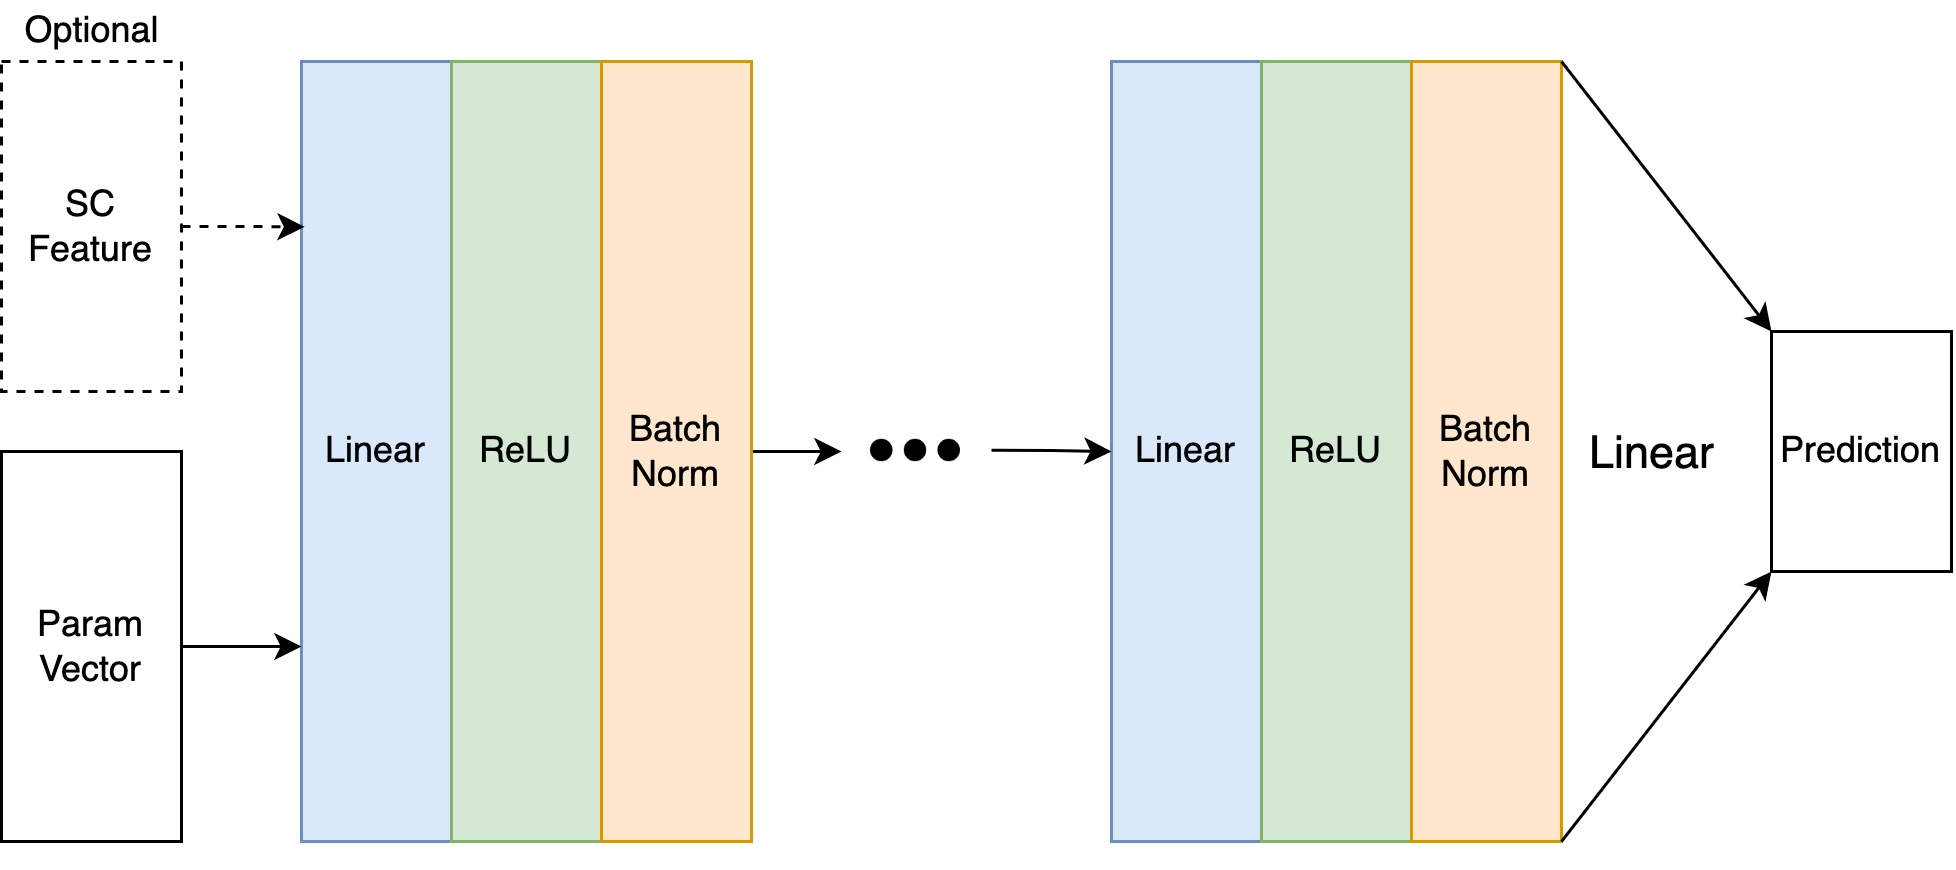 Optional
SC
Feature
Param
Vector
Linear
ReLU
Batch
Norm
Linear
ReLU
Batch
Norm
Linear
Prediction